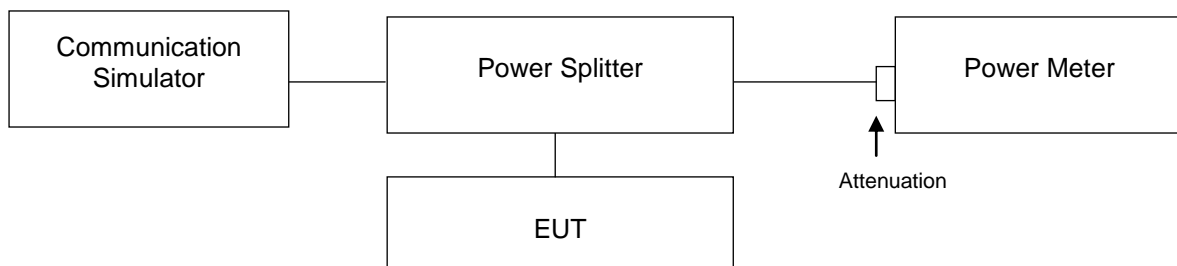 Communication
Simulator
Power Splitter
Power Meter
Attenuation
EUT